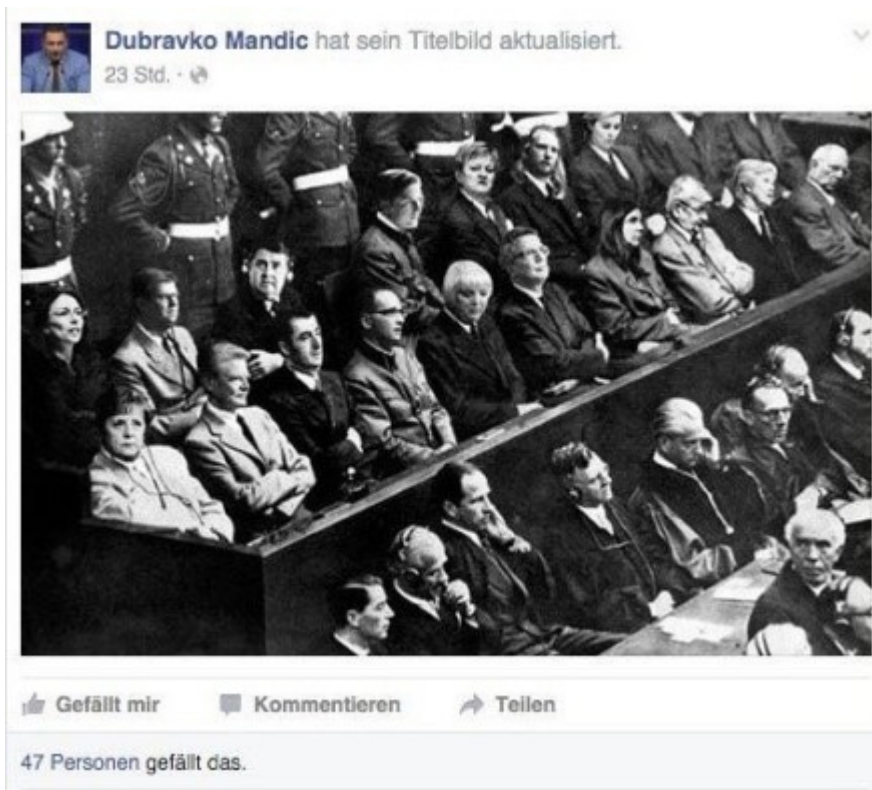 Dubravko Mandic hat sein Titelbild aktualisiert.
23 Std. ·
Gefällt mir Kommentieren Teilen
47 Personen gefällt das.